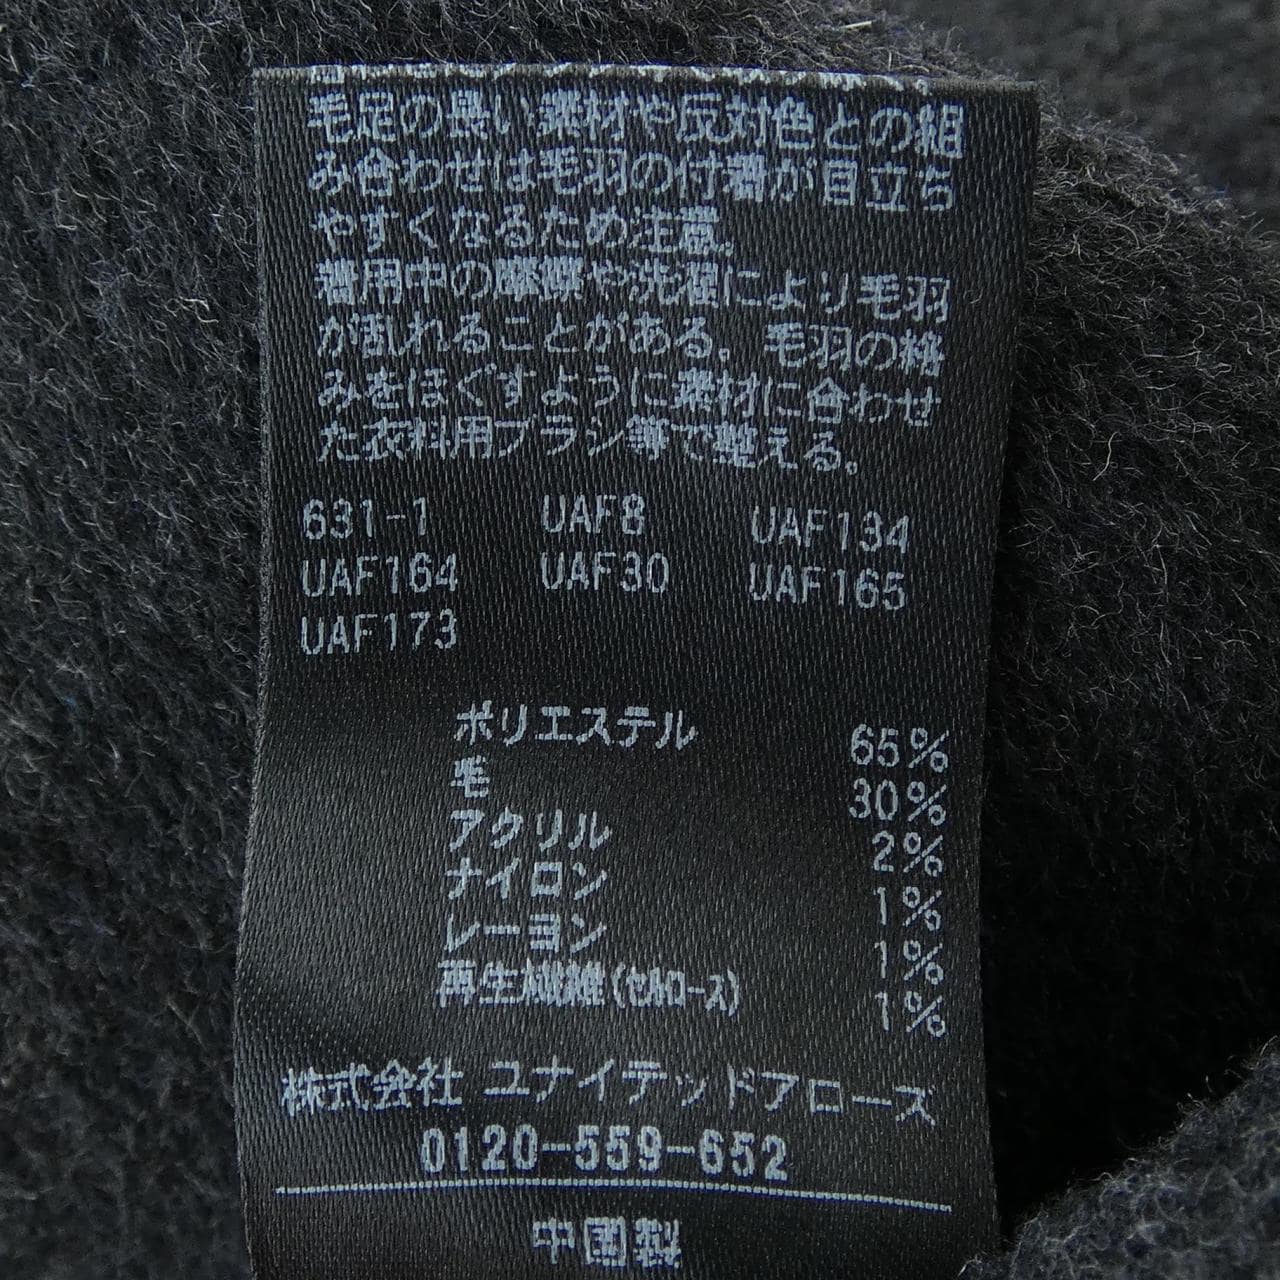 毛足の長い素材や反対色との組
み合わせは毛羽の付着が目立ち
やすくなるため注意。
着用中の摩擦や洗濯により毛羽
が乱れることがある。毛羽の絡
みをほぐすように素材に合わせ
た衣料用ブラシ等で整える。
631-1 UAF8 UAF134
UAF164 UAF30 UAF165
UAF173
ポリエステル 65%
毛 30%
アクリル 2%
ナイロン 1%
レーヨン 1%
再生繊維(セルロース) 1%
株式会社 ユナイテッドアローズ
0120-559-652
中国製